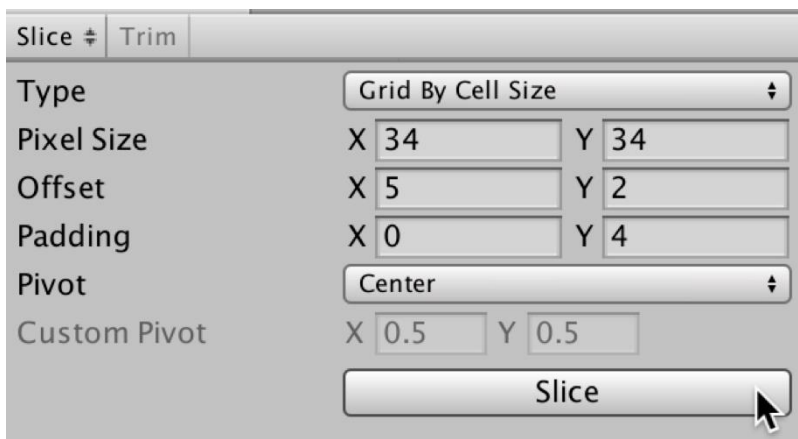 Slice Trim
Type Grid By Cell Size
Pixel Size X 34 Y 34
Offset X 5 Y 2
Padding X 0 Y 4
Pivot Center
Custom Pivot X 0.5 Y 0.5
Slice